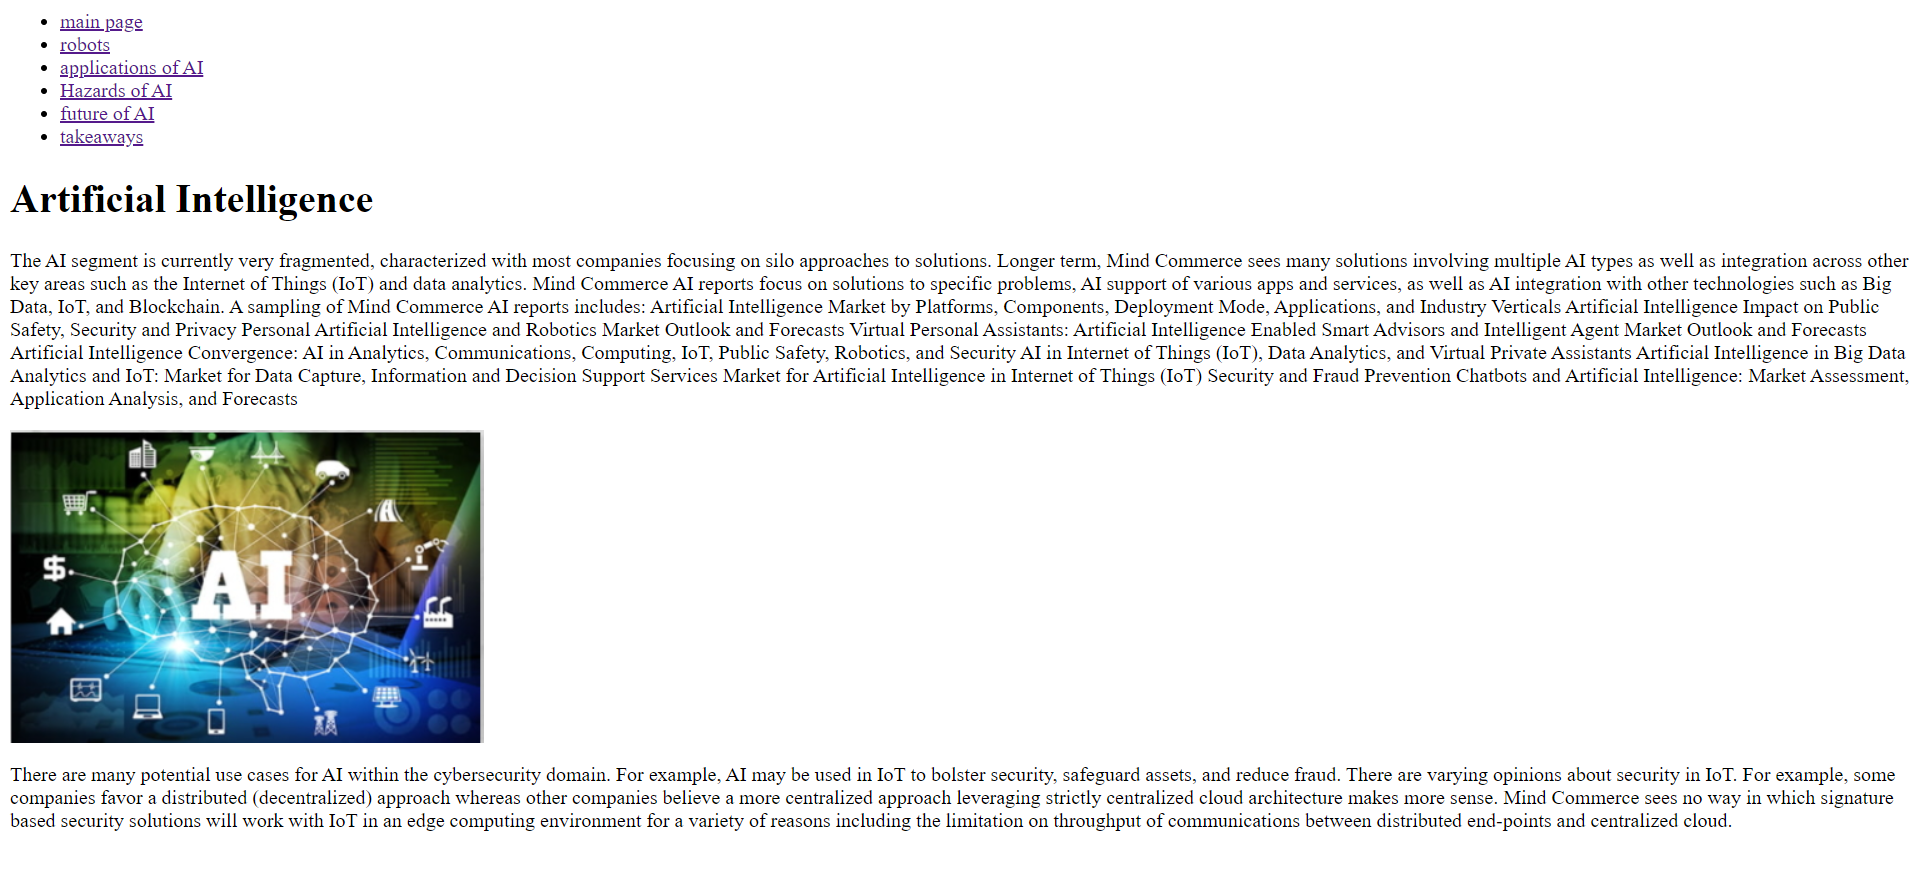 main page
robots
applications of AI
Hazards of AI
future of AI
takeaways
Artificial Intelligence
The AI segment is currently very fragmented, characterized with most companies focusing on silo approaches to solutions. Longer term, Mind Commerce sees many solutions involving multiple AI types as well as integration across other
key areas such as the Internet of Things (IoT) and data analytics. Mind Commerce AI reports focus on solutions to specific problems, AI support of various apps and services, as well as AI integration with other technologies such as Big
Data, IoT, and Blockchain. A sampling of Mind Commerce AI reports includes: Artificial Intelligence Market by Platforms, Components, Deployment Mode, Applications, and Industry Verticals Artificial Intelligence Impact on Public
Safety, Security and Privacy Personal Artificial Intelligence and Robotics Market Outlook and Forecasts Virtual Personal Assistants: Artificial Intelligence Enabled Smart Advisors and Intelligent Agent Market Outlook and Forecasts
Artificial Intelligence Convergence: AI in Analytics, Communications, Computing, IoT, Public Safety, Robotics, and Security AI in Internet of Things (IoT), Data Analytics, and Virtual Private Assistants Artificial Intelligence in Big Data
Analytics and IoT: Market for Data Capture, Information and Decision Support Services Market for Artificial Intelligence in Internet of Things (IoT) Security and Fraud Prevention Chatbots and Artificial Intelligence: Market Assessment,
Application Analysis, and Forecasts
$
AI
There are many potential use cases for AI within the cybersecurity domain. For example, AI may be used in IoT to bolster security, safeguard assets, and reduce fraud. There are varying opinions about security in IoT. For example, some
companies favor a distributed (decentralized) approach whereas other companies believe a more centralized approach leveraging strictly centralized cloud architecture makes more sense. Mind Commerce sees no way in which signature
based security solutions will work with IoT in an edge computing environment for a variety of reasons including the limitation on throughput of communications between distributed end-points and centralized cloud.